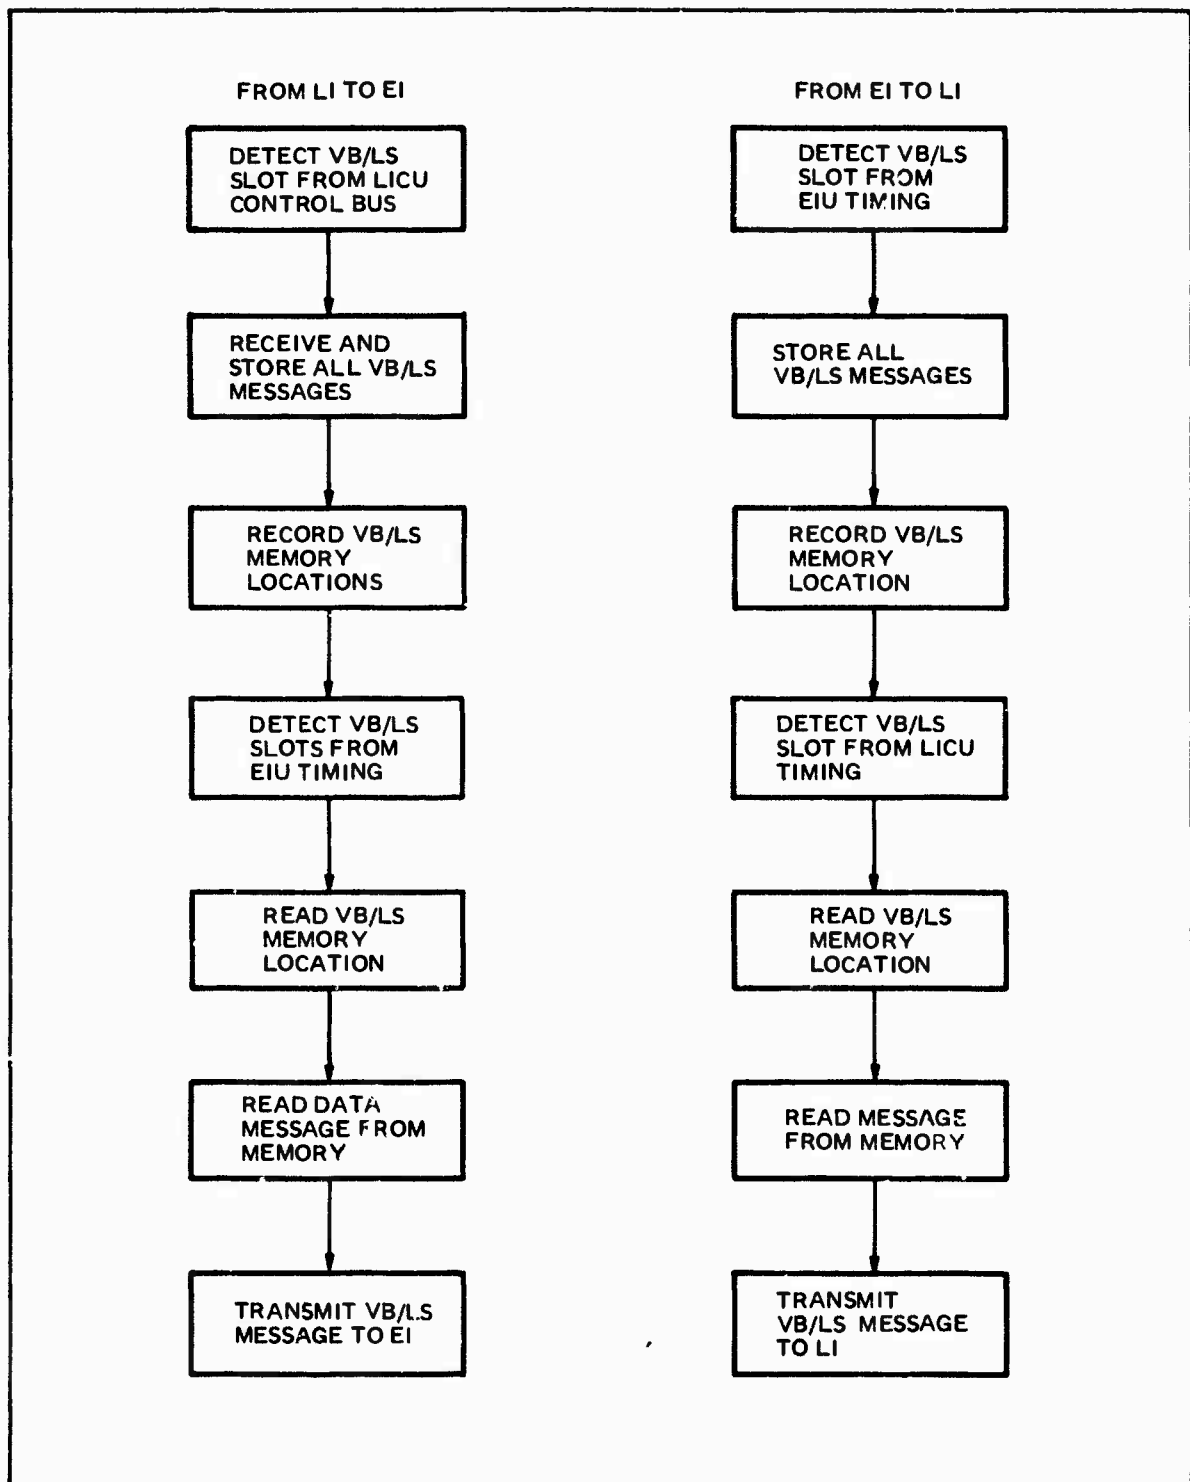 FROM LI TO EI
DETECT VB/LS
SLOT FROM LICU
CONTROL BUS
RECEIVE AND
STORE ALL VB/LS
MESSAGES
RECORD VB/LS
MEMORY
LOCATIONS
DETECT VB/LS
SLOTS FROM
EIU TIMING
READ VB/LS
MEMORY
LOCATION
READ DATA
MESSAGE FROM
MEMORY
TRANSMIT VB/LS
MESSAGE TO EI
FROM EI TO LI
DETECT VB/LS
SLOT FROM
EIU TIMING
STORE ALL
VB/LS MESSAGES
RECORD VB/LS
MEMORY
LOCATION
DETECT VB/LS
SLOT FROM LICU
TIMING
READ VB/LS
MEMORY
LOCATION
READ MESSAGE
FROM MEMORY
TRANSMIT
VB/LS MESSAGE
TO LI